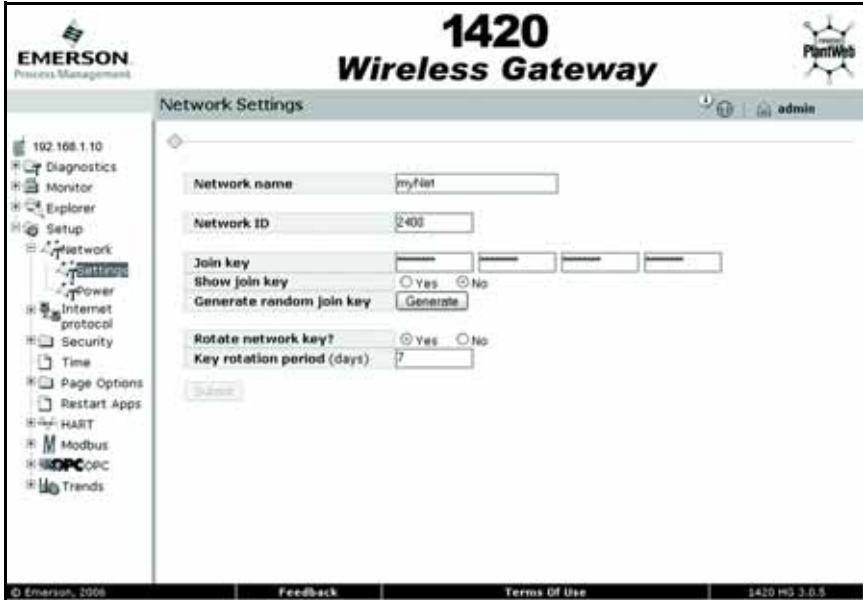 EMERSON
Process Management
1420
Wireless Gateway
PlantWeb
Network Settings
admin
192.168.1.10
Diagnostics
Monitor
Explorer
Setup
Network
Settings
Power
Internet
protocol
Security
Time
Page Options
Restart Apps
HART
Modbus
OPC OPC
Trends
Network name myNet
Network ID 2400
Join key
Show join key Yes No
Generate random join key Generate
Rotate network key? Yes No
Key rotation period (days) 7
Submit
© Emerson, 2006 Feedback Terms Of Use 1420 HG 3.0.5